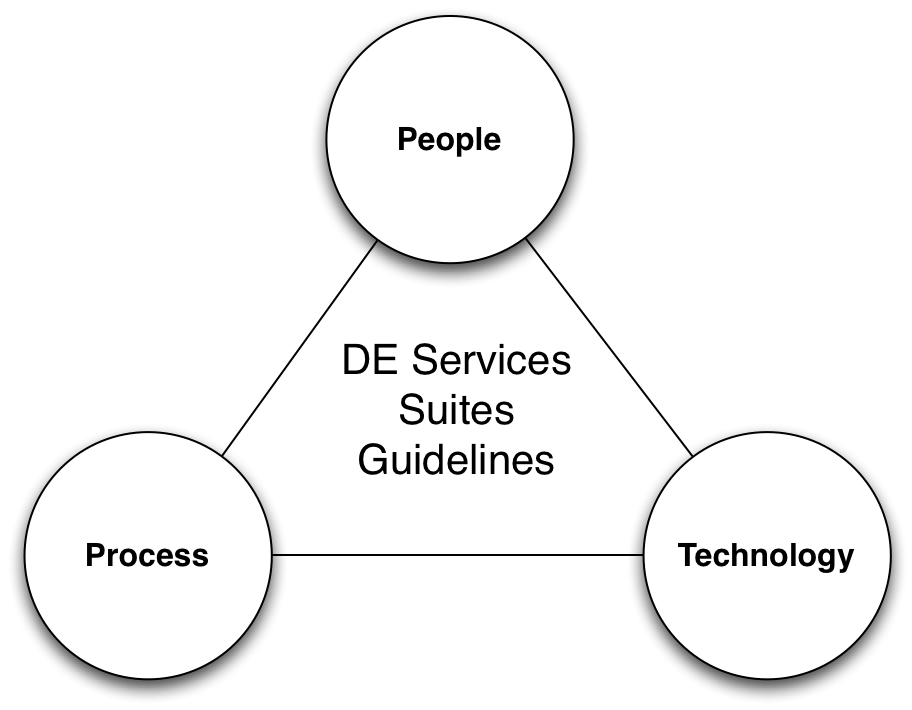 People
DE Services
Suites
Guidelines
Process
Technology